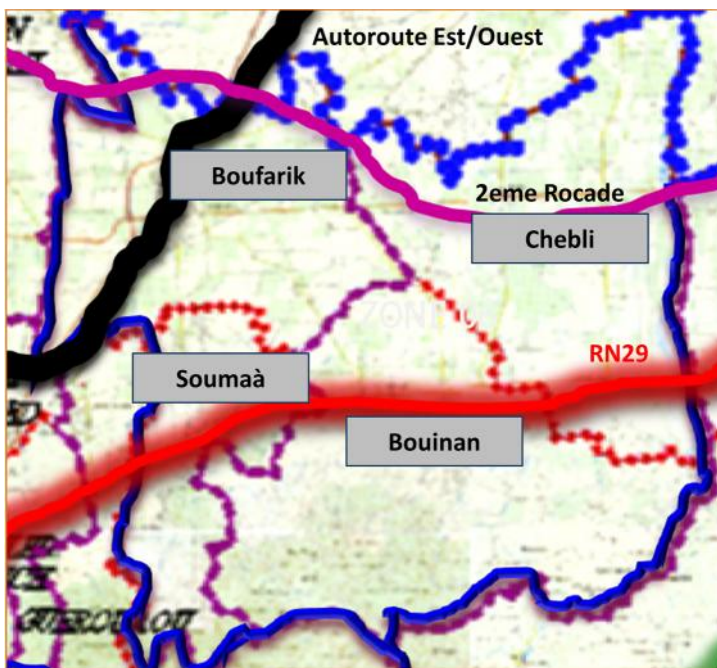 Autoroute Est/Ouest
Boufarik
2eme Rocade
Chebli
RN29
Soumaà
Bouinan